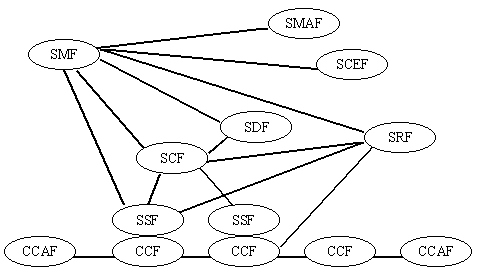 SMAF
SMF
SCEF
SDF
SRF
SCF
SSF SSF
CCAF CCF CCF CCF CCAF